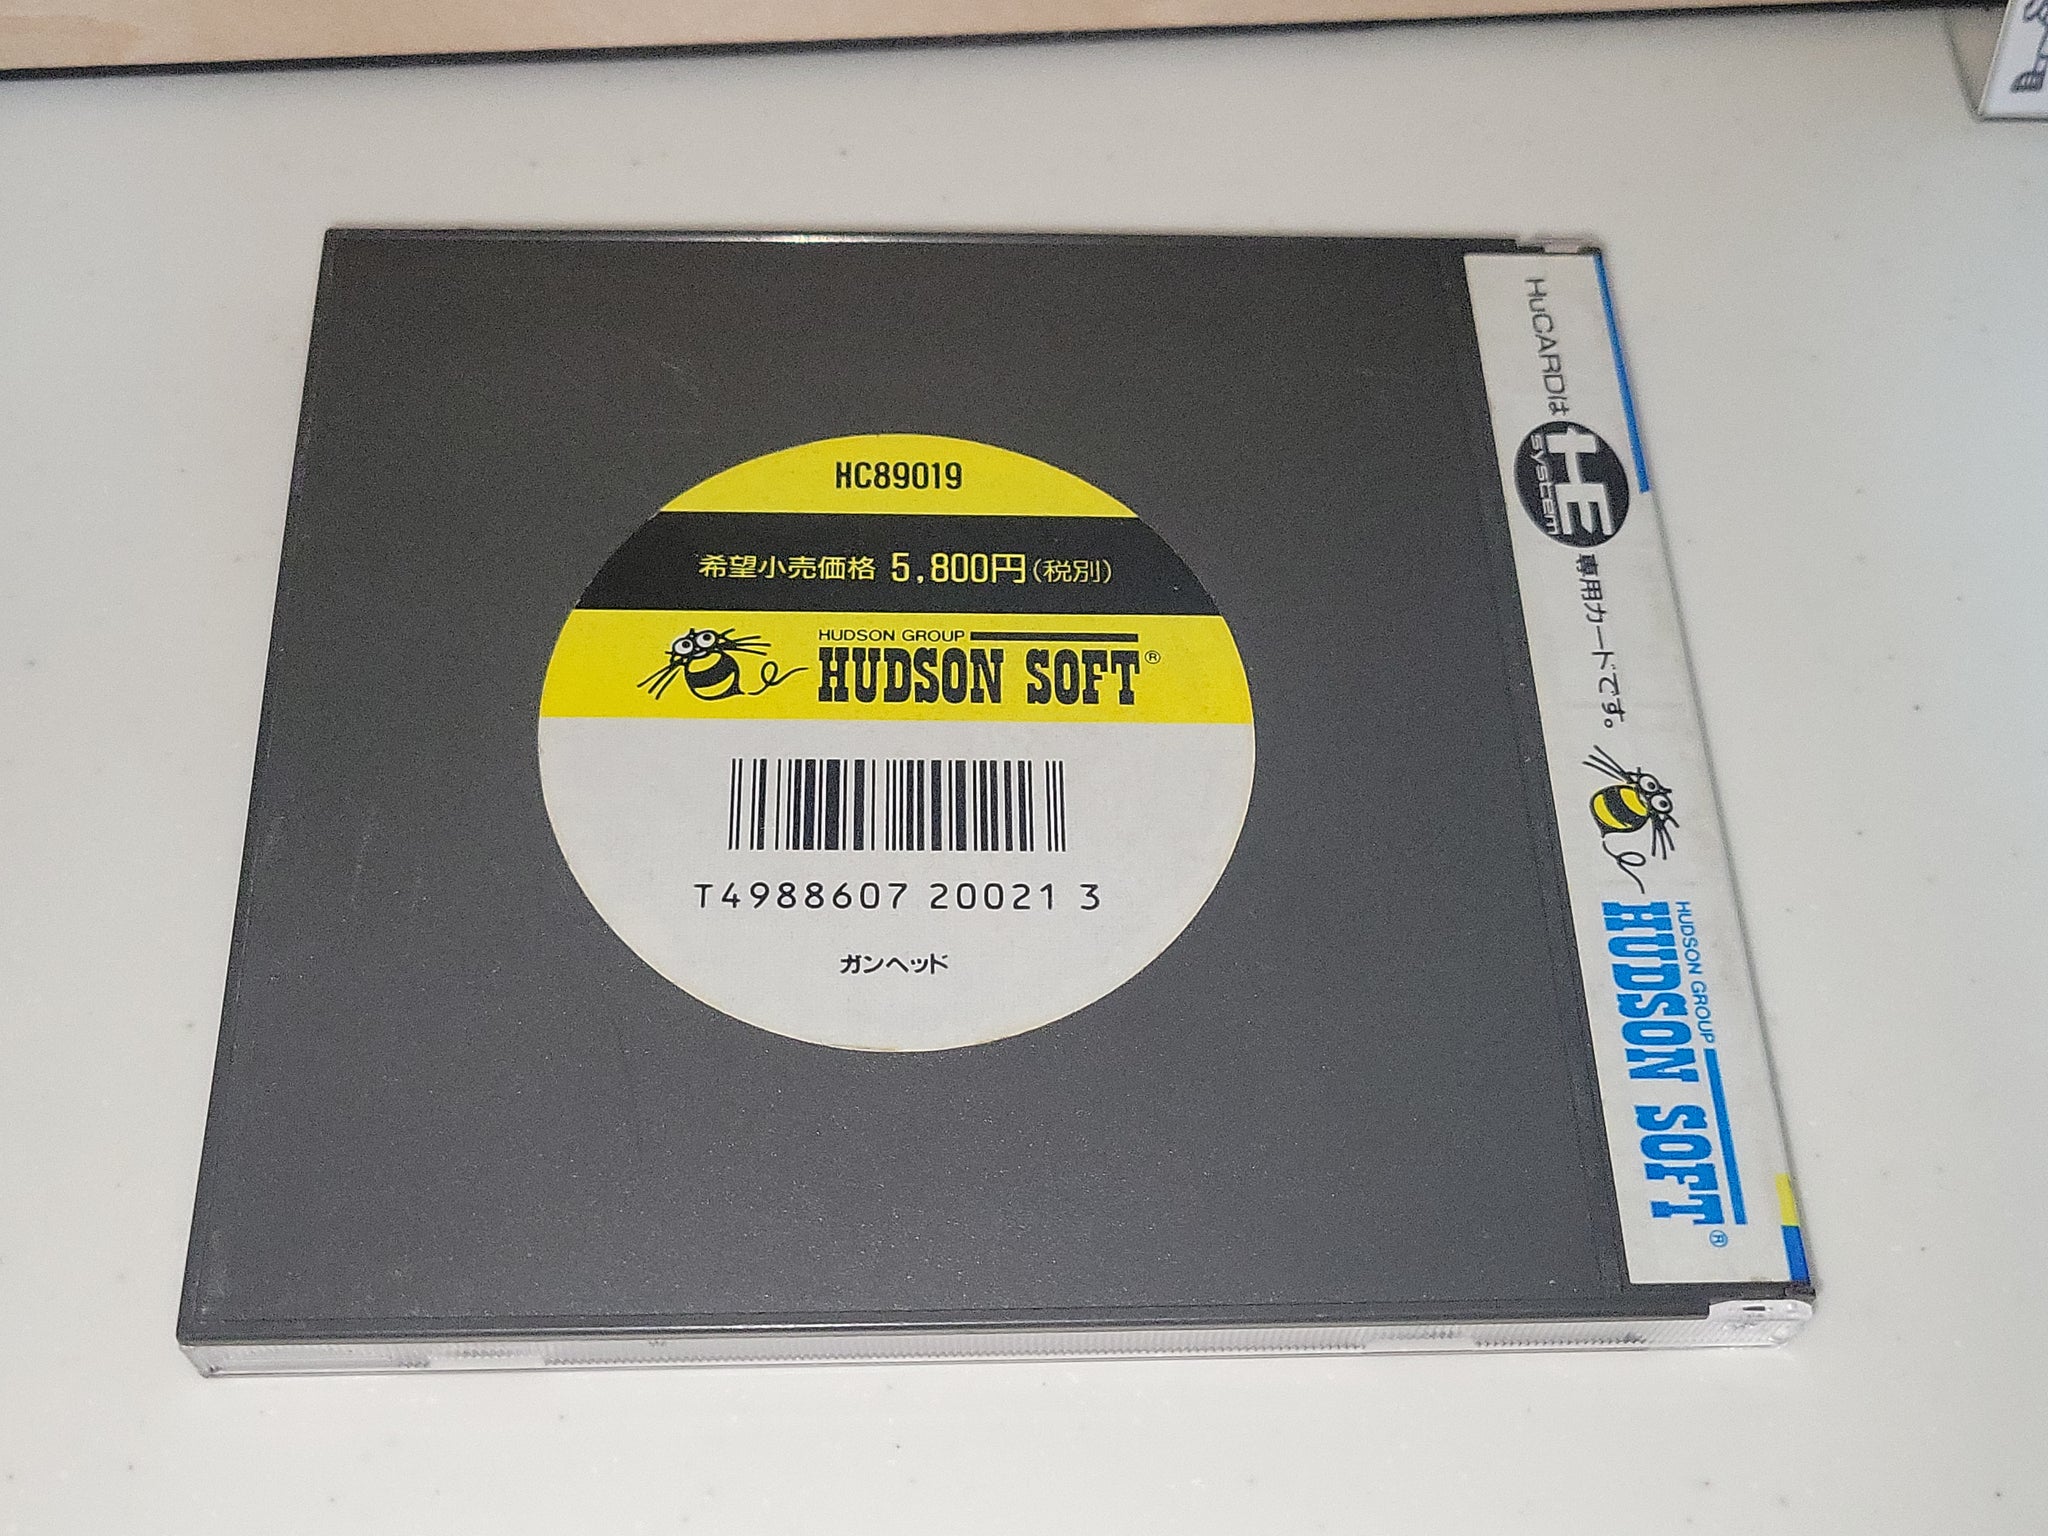 HC89019
希望小売価格 5,800円(税別)
HUDSON GROUP
HUDSON SOFT®
T4988607 20021 3
ガンヘッド
HuCARDは HE system 専用カードです。
HUDSON GROUP
HUDSON SOFT®